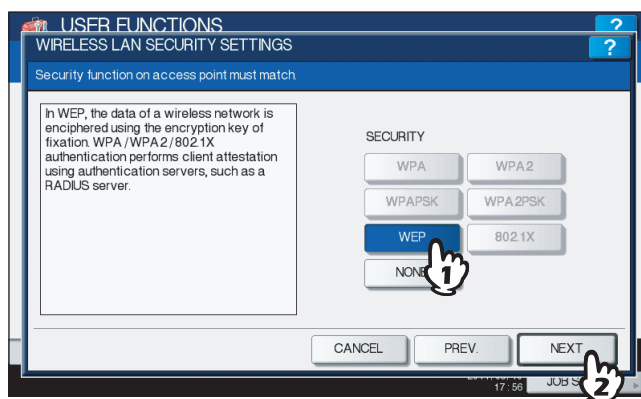 USER FUNCTIONS
?
WIRELESS LAN SECURITY SETTINGS
?
Security function on access point must match.
In WEP, the data of a wireless network is
enciphered using the encryption key of
fixation. WPA/WPA2/802.1X
authentication performs client attestation
using authentication servers, such as a
RADIUS server.
SECURITY
WPA WPA2
WPAPSK WPA2PSK
WEP 802.1X
NONE
1
CANCEL PREV. NEXT
17:56 JOB S
2